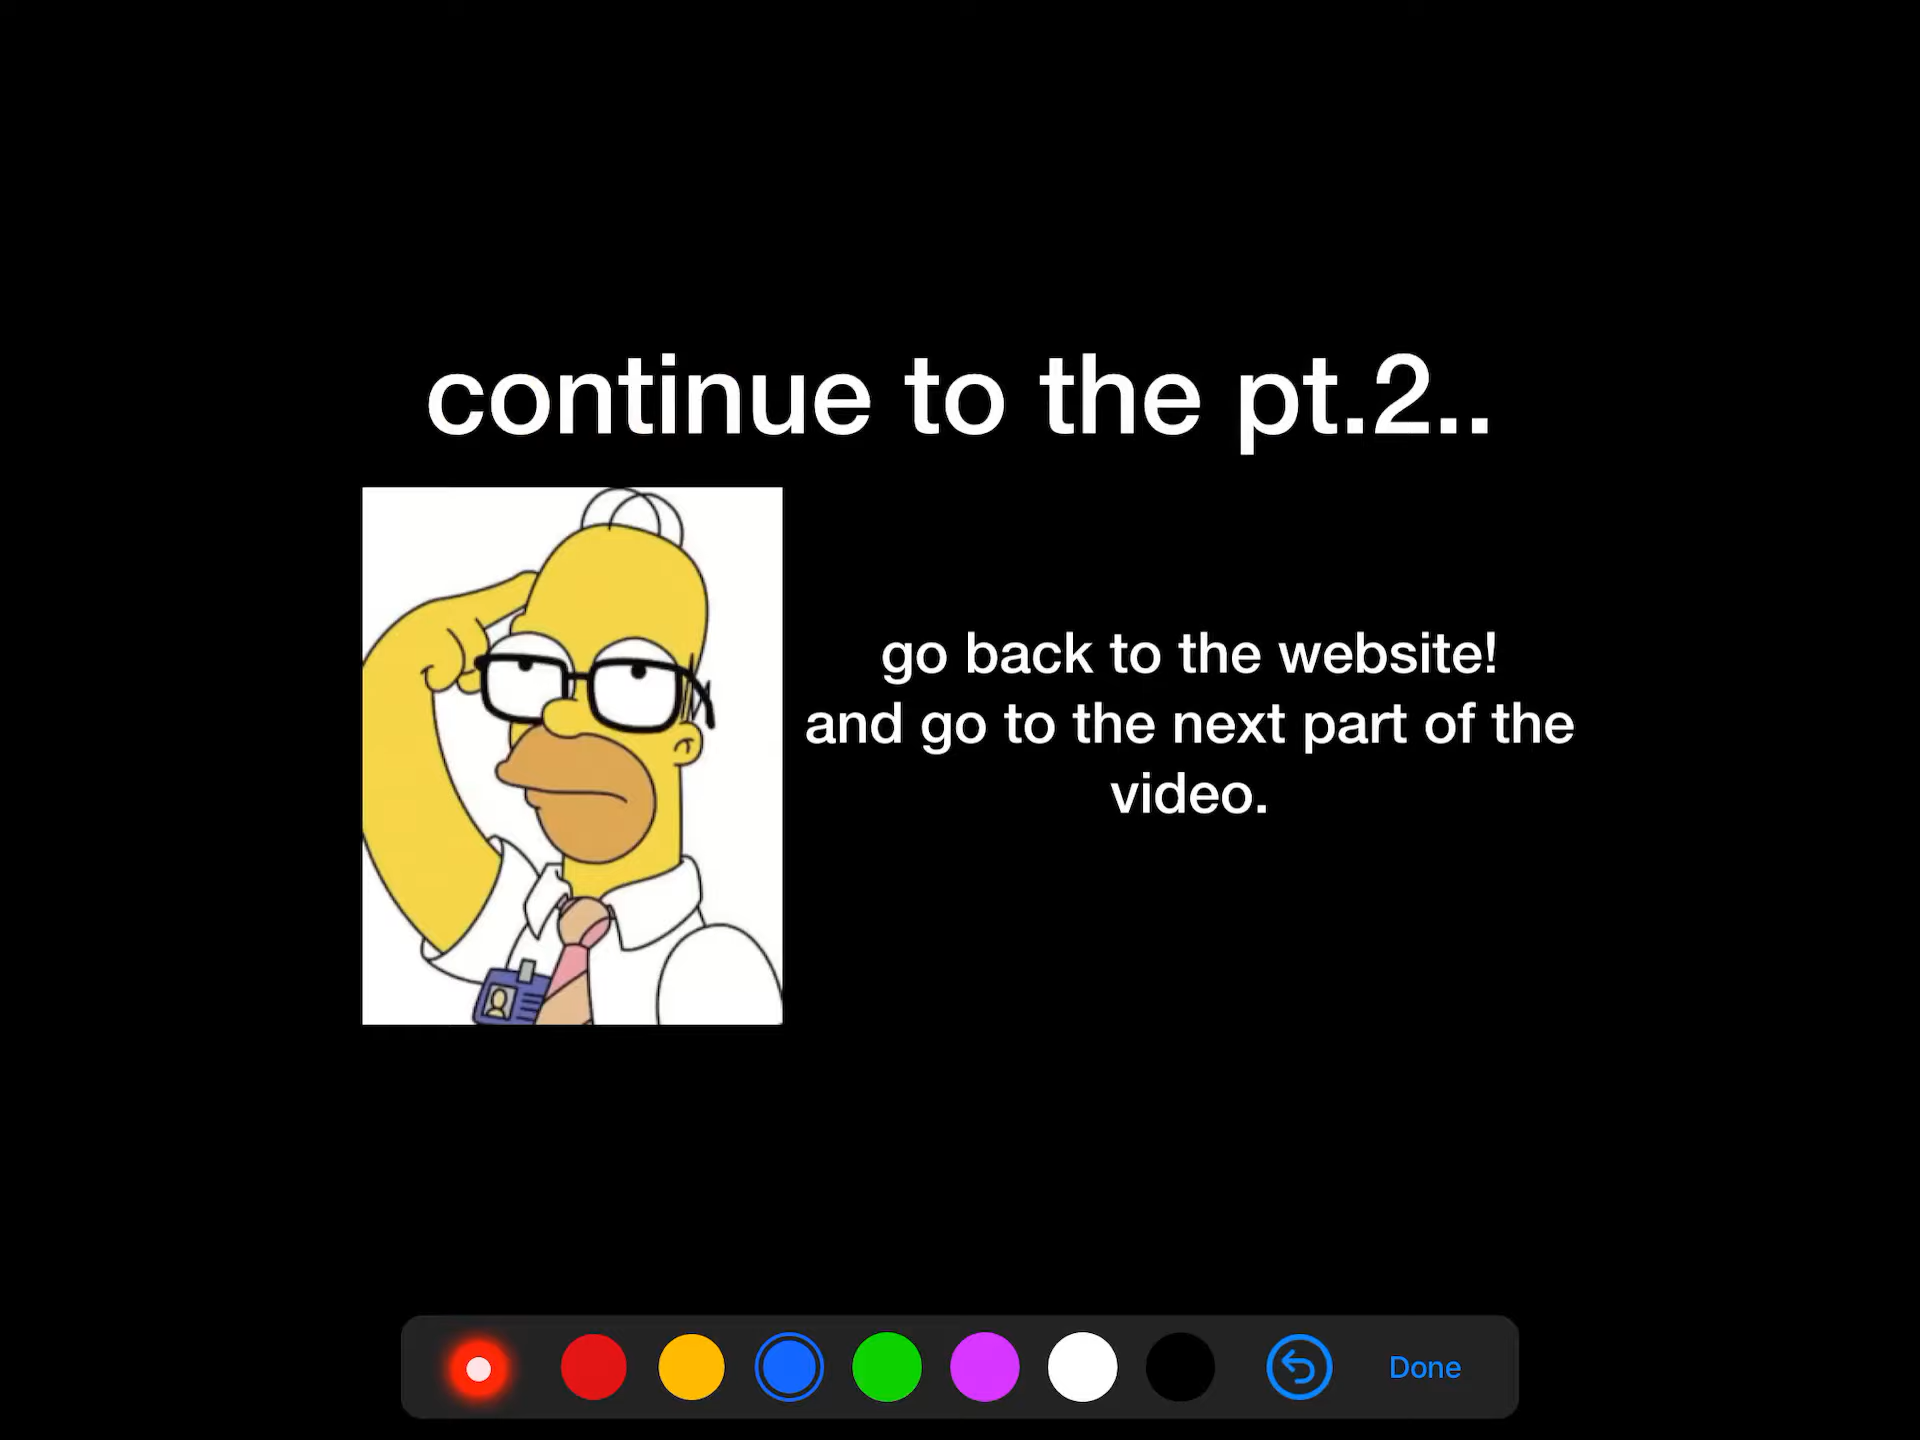 continue to the pt.2..
go back to the website!
and go to the next part of the
video.
Done